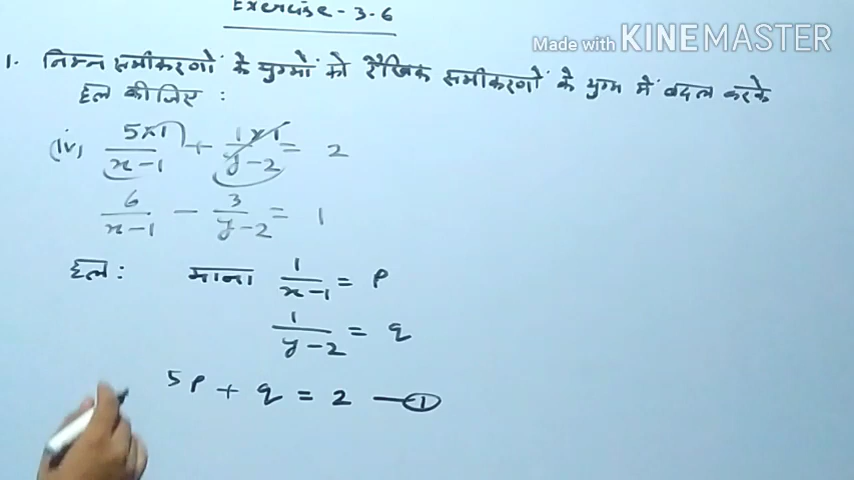 Exercise - 3.6
Made with KINEMASTER
1. निम्न समीकरणों के युग्मों को रैखिक समीकरणों के युग्म में बदल करके
हल कीजिए :
(iv) 5×1/x-1 + 1×1/y-2 = 2
6/x-1 - 3/y-2 = 1
हल : माना 1/x-1 = p
1/y-2 = q
5p + q = 2 — ①